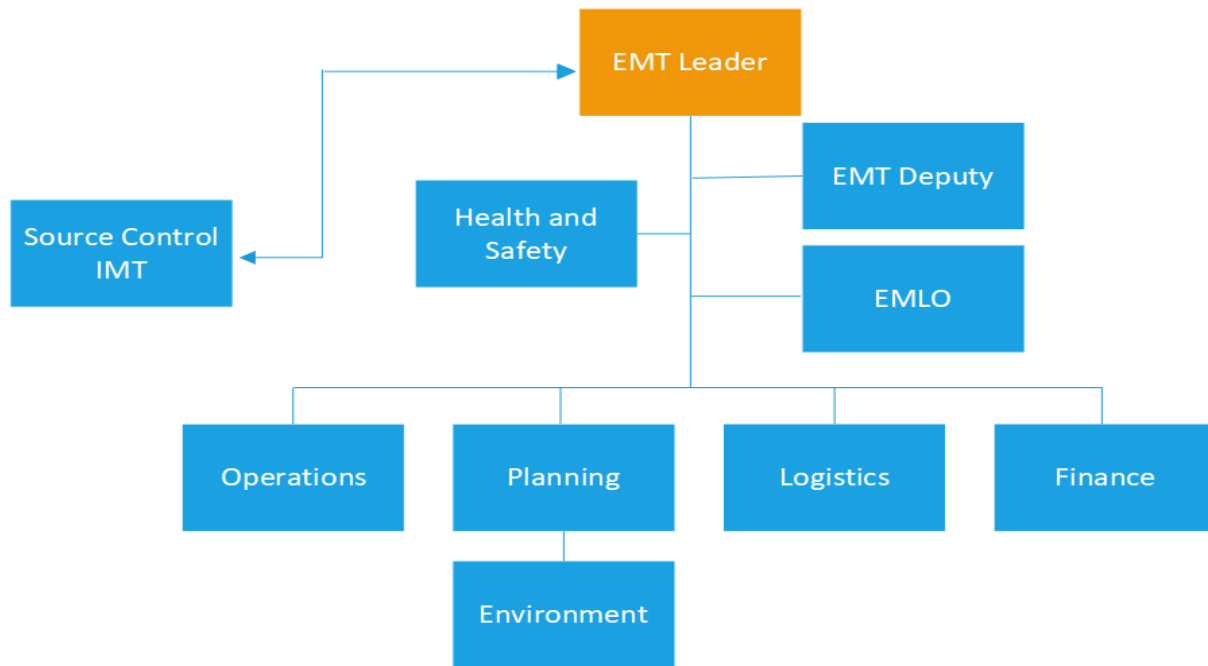 EMT Leader
EMT Deputy
Health and
Safety
Source Control
IMT
EMLO
Operations
Planning
Logistics
Finance
Environment